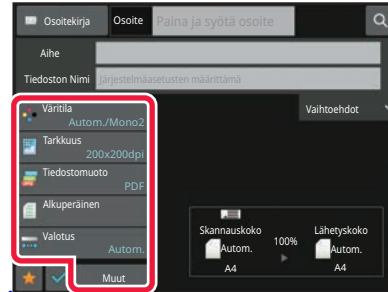 Osoitekirja Osoite Paina ja syötä osoite
Aihe
Tiedoston Nimi Järjestelmäasetusten määrittämä
Väritila
Autom./Mono2
Vaihtoehdot
Tarkkuus
200x200dpi
Tiedostomuoto
PDF
Alkuperäinen
Valotus
Autom.
Muut
Skannauskoko 100% Lähetyskoko
Autom. Autom.
A4 A4